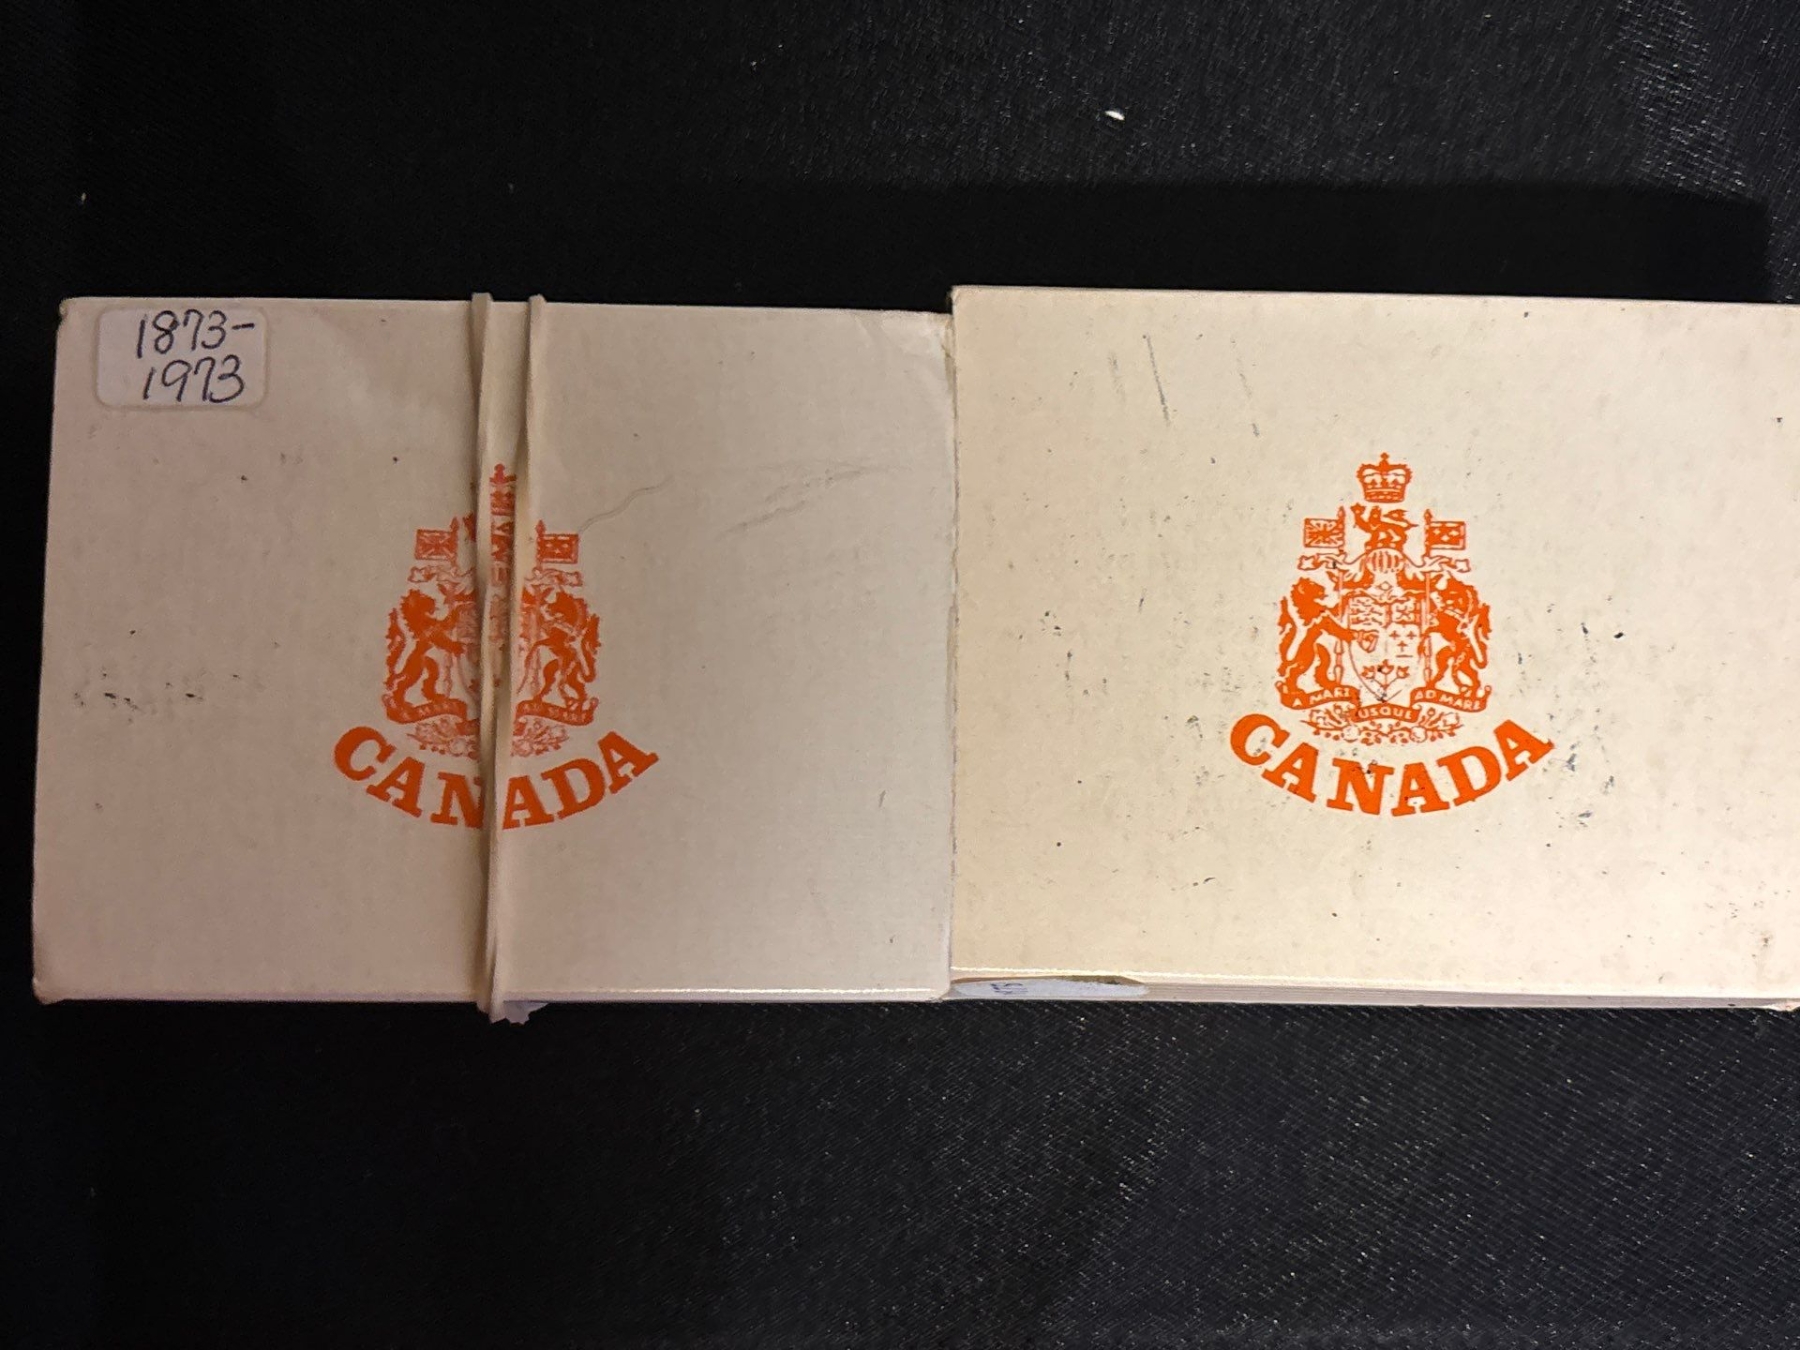 1873-
1973
CANADA
A MARI USQUE AD MARE
CANADA